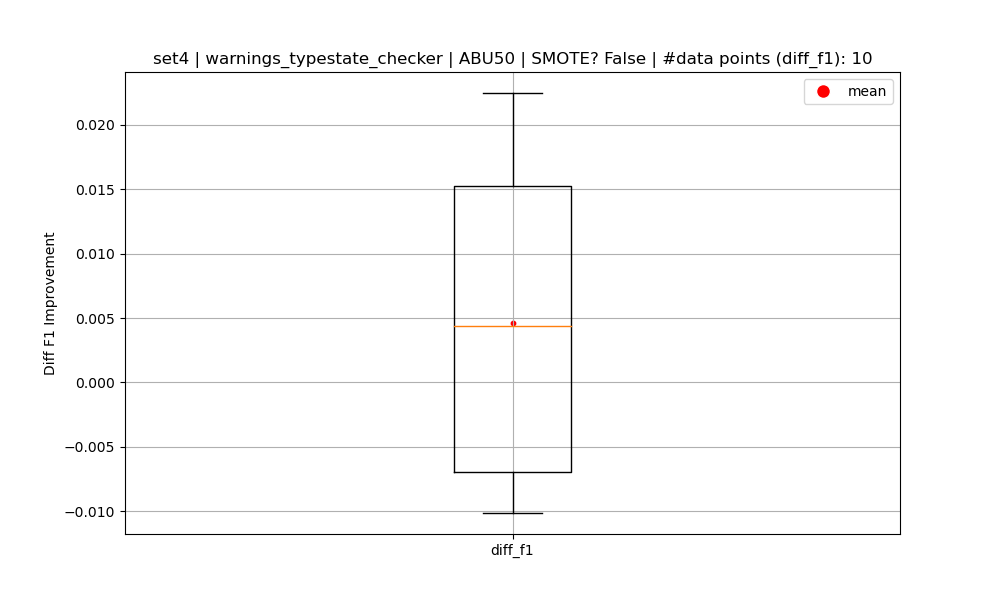 set4 | warnings_typestate_checker | ABU50 | SMOTE? False | #data points (diff_f1): 10
mean
0.020
0.015
0.010
0.005
0.000
−0.005
−0.010
Diff F1 Improvement
diff_f1